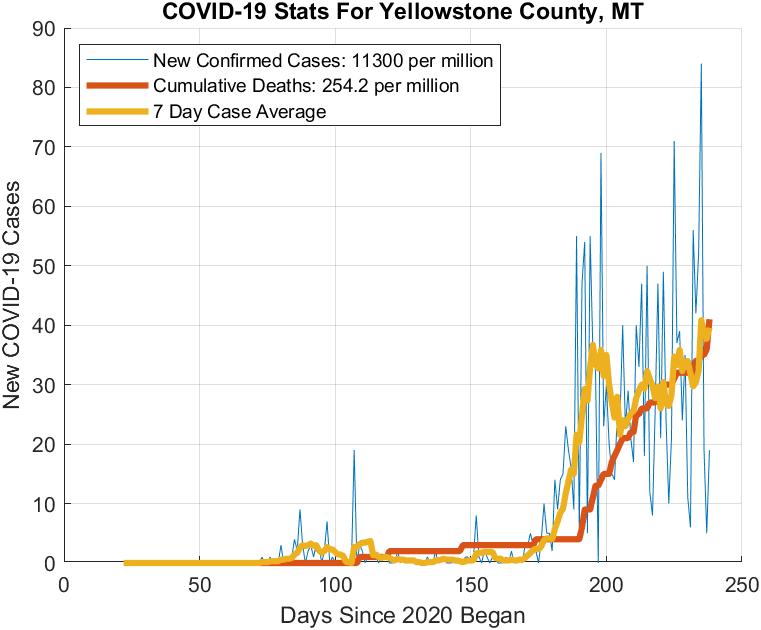 COVID-19 Stats For Yellowstone County, MT
New Confirmed Cases: 11300 per million
Cumulative Deaths: 254.2 per million
7 Day Case Average
New COVID-19 Cases
90
80
70
60
50
40
30
20
10
0
0 50 100 150 200 250
Days Since 2020 Began